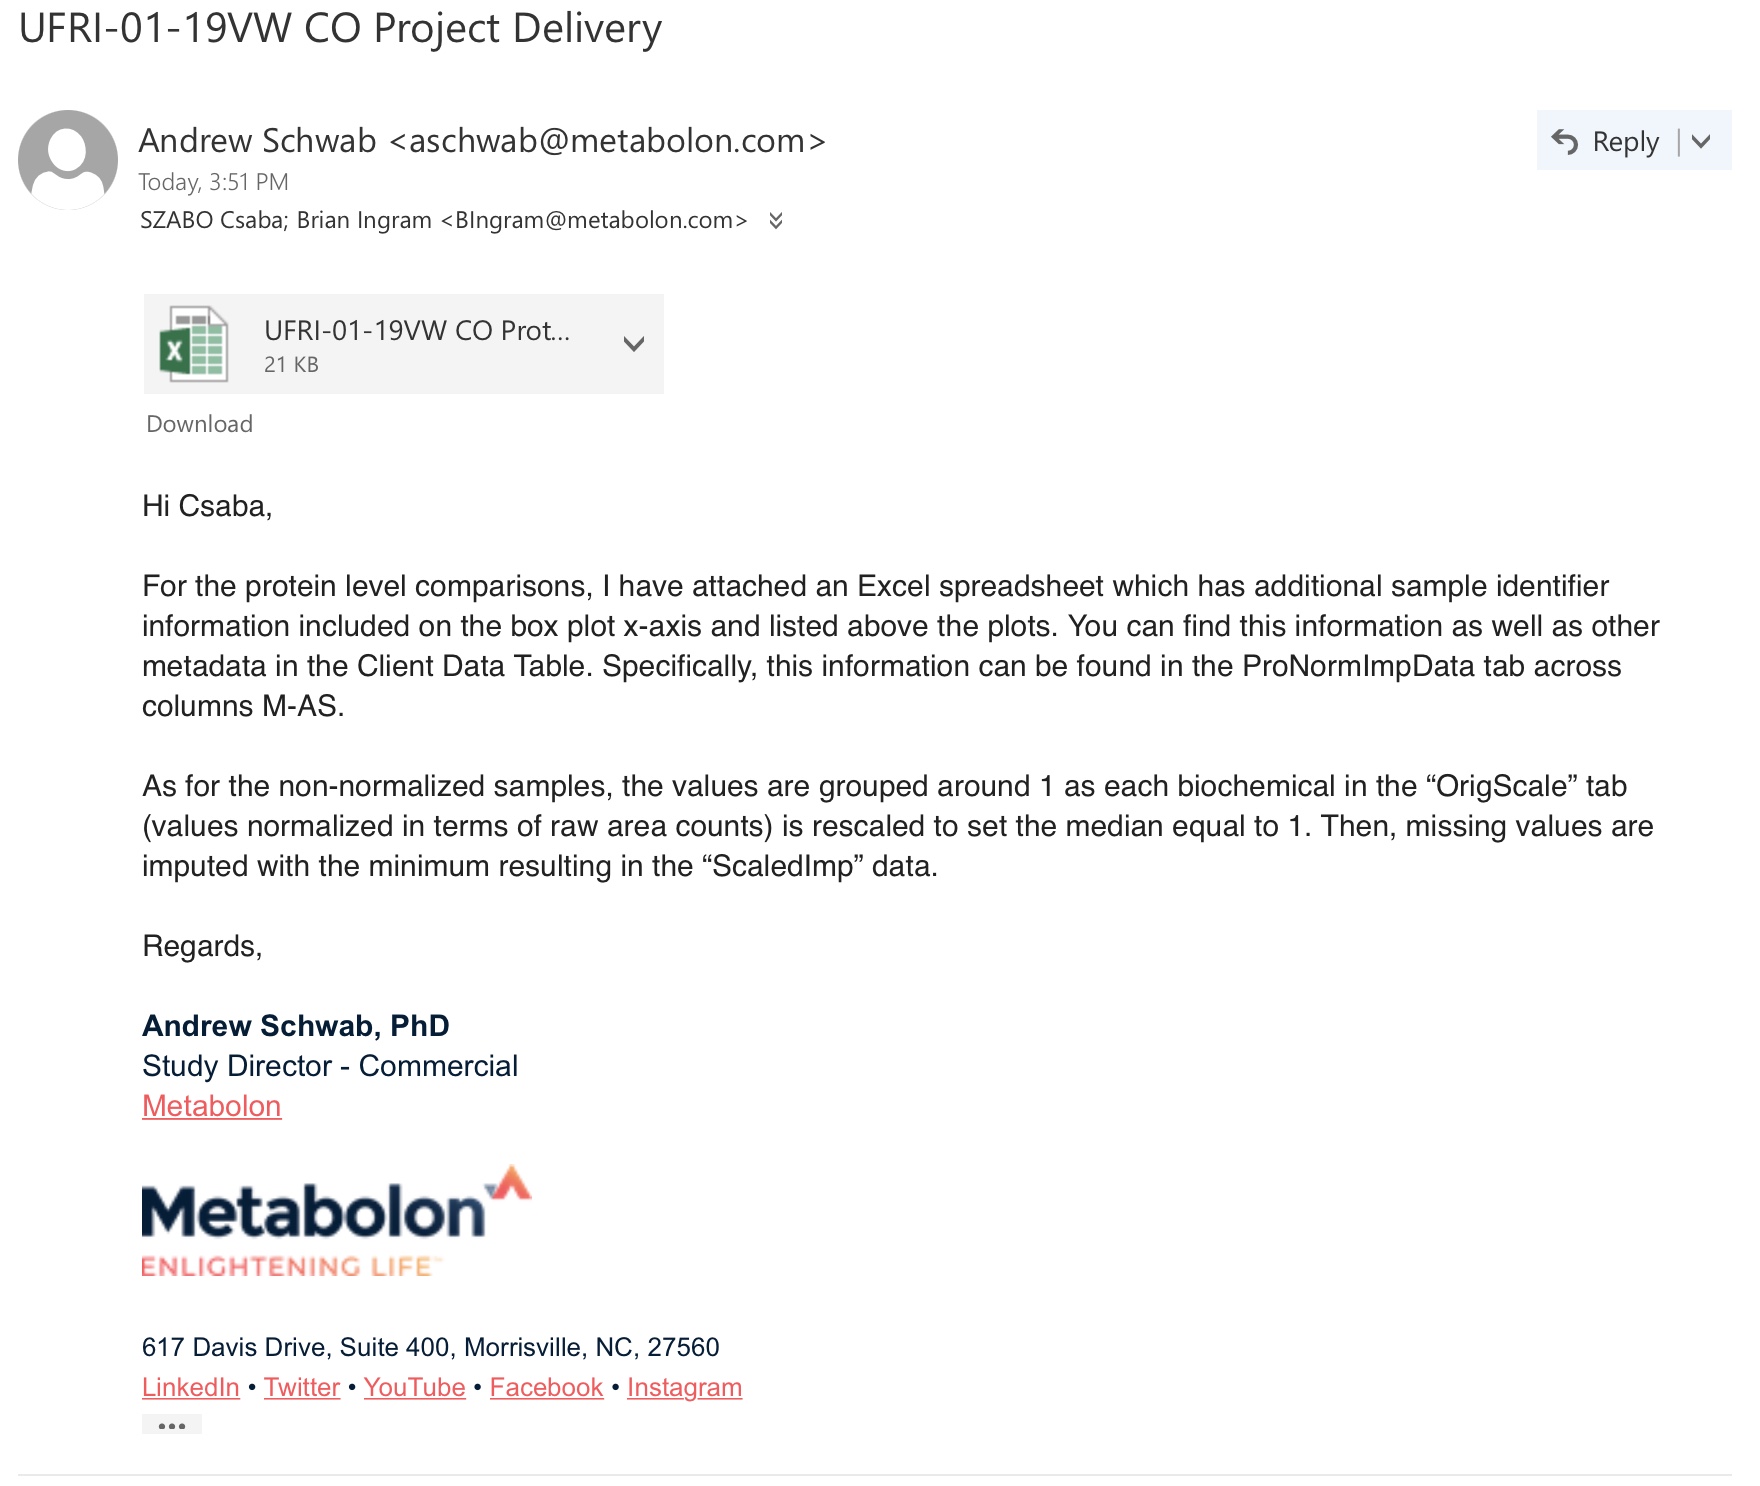 UFRI-01-19VW CO Project Delivery
Andrew Schwab <aschwab@metabolon.com>
Reply
Today, 3:51 PM
SZABO Csaba; Brian Ingram <BIngram@metabolon.com>
UFRI-01-19VW CO Prot...
21 KB
Download
Hi Csaba,
For the protein level comparisons, I have attached an Excel spreadsheet which has additional sample identifier
information included on the box plot x-axis and listed above the plots. You can find this information as well as other
metadata in the Client Data Table. Specifically, this information can be found in the ProNormImpData tab across
columns M-AS.
As for the non-normalized samples, the values are grouped around 1 as each biochemical in the “OrigScale” tab
(values normalized in terms of raw area counts) is rescaled to set the median equal to 1. Then, missing values are
imputed with the minimum resulting in the “ScaledImp” data.
Regards,
Andrew Schwab, PhD
Study Director - Commercial
Metabolon
Metabolon
ENLIGHTENING LIFE™
617 Davis Drive, Suite 400, Morrisville, NC, 27560
LinkedIn • Twitter • YouTube • Facebook • Instagram